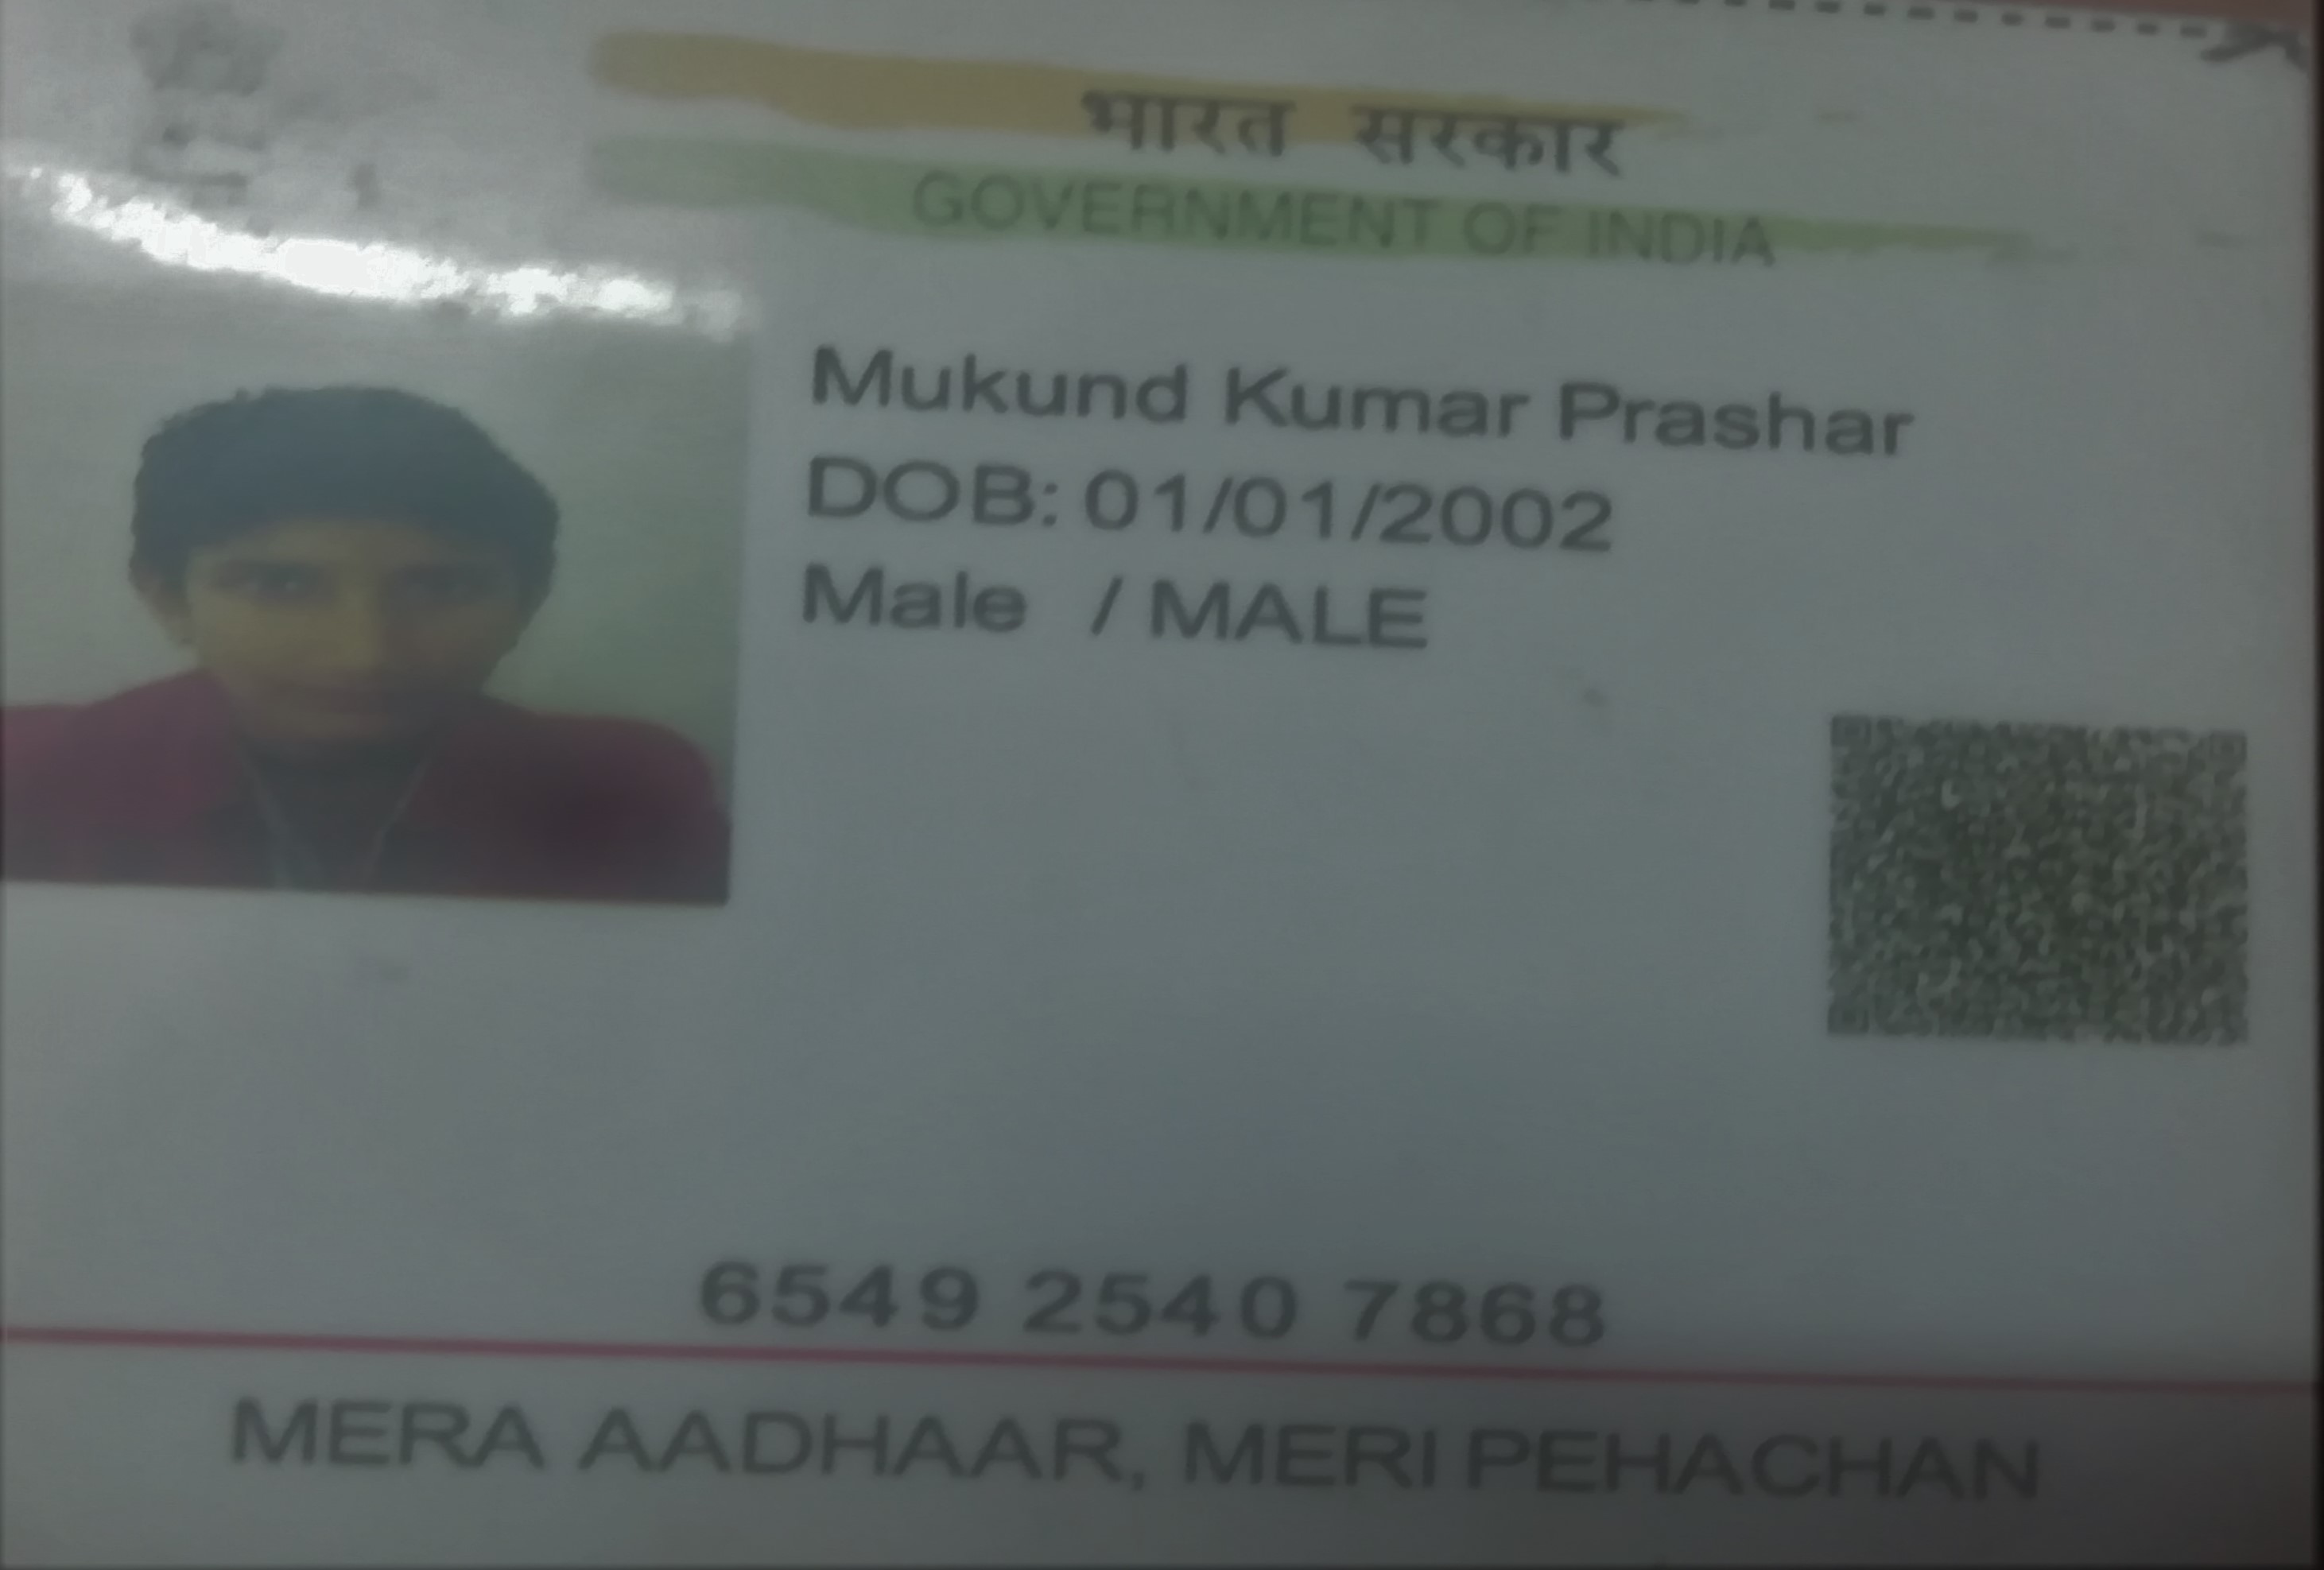 भारत सरकार
GOVERNMENT OF INDIA
Mukund Kumar Prashar
DOB: 01/01/2002
Male / MALE
6549 2540 7868
MERA AADHAAR, MERI PEHACHAN